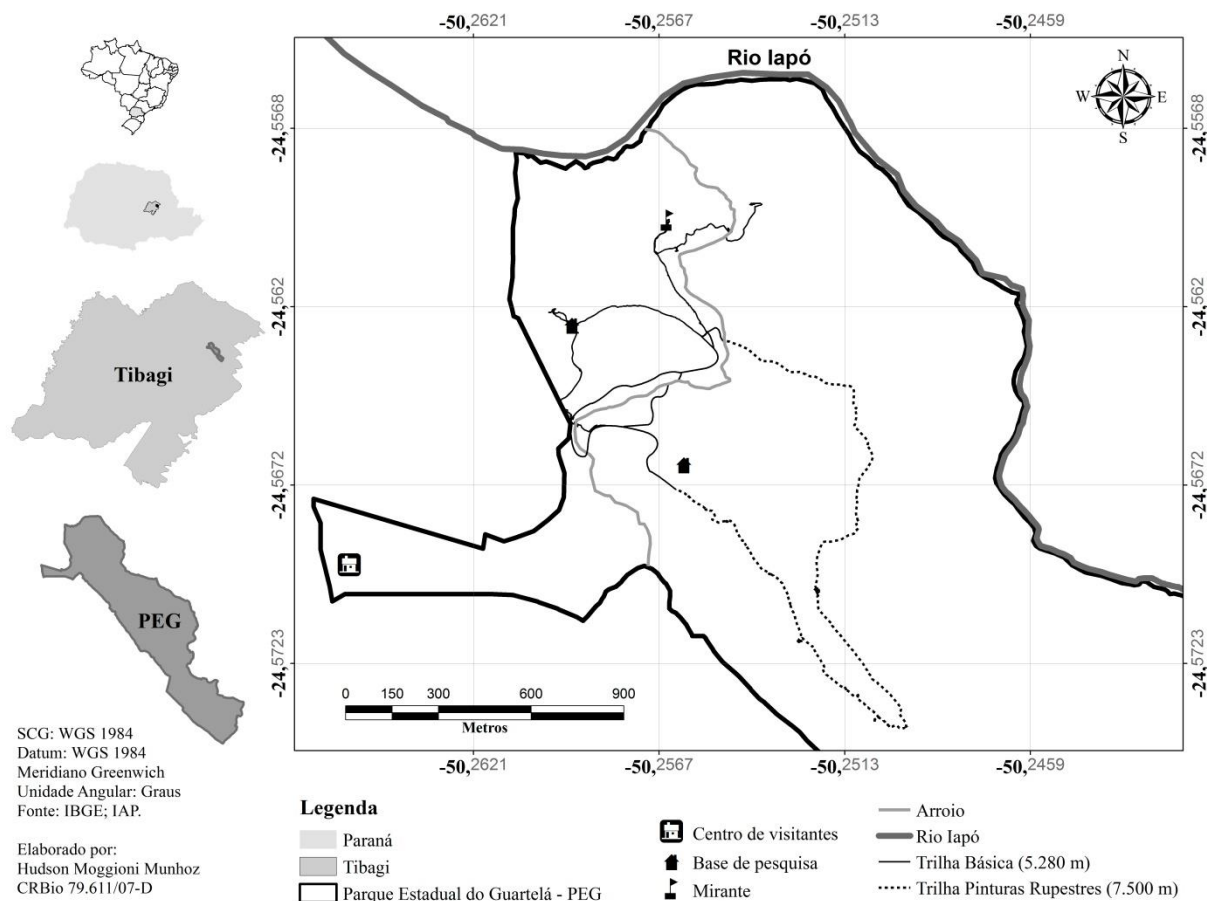 -50,2621
-50,2567
-50,2513
-50,2459
Rio Iapó
N
W
E
S
-24,5568
-24,5568
-24,562
-24,562
-24,5672
-24,5672
-24,5723
-24,5723
Tibagi
PEG
0 150 300 600 900
Metros
-50,2621
-50,2567
-50,2513
-50,2459
SCG: WGS 1984
Datum: WGS 1984
Meridiano Greenwich
Unidade Angular: Graus
Fonte: IBGE; IAP.
Elaborado por:
Hudson Moggioni Munhoz
CRBio 79.611/07-D
Legenda
Paraná
Tibagi
Parque Estadual do Guartelá - PEG
Centro de visitantes
Base de pesquisa
Mirante
Arroio
Rio Iapó
Trilha Básica (5.280 m)
Trilha Pinturas Rupestres (7.500 m)